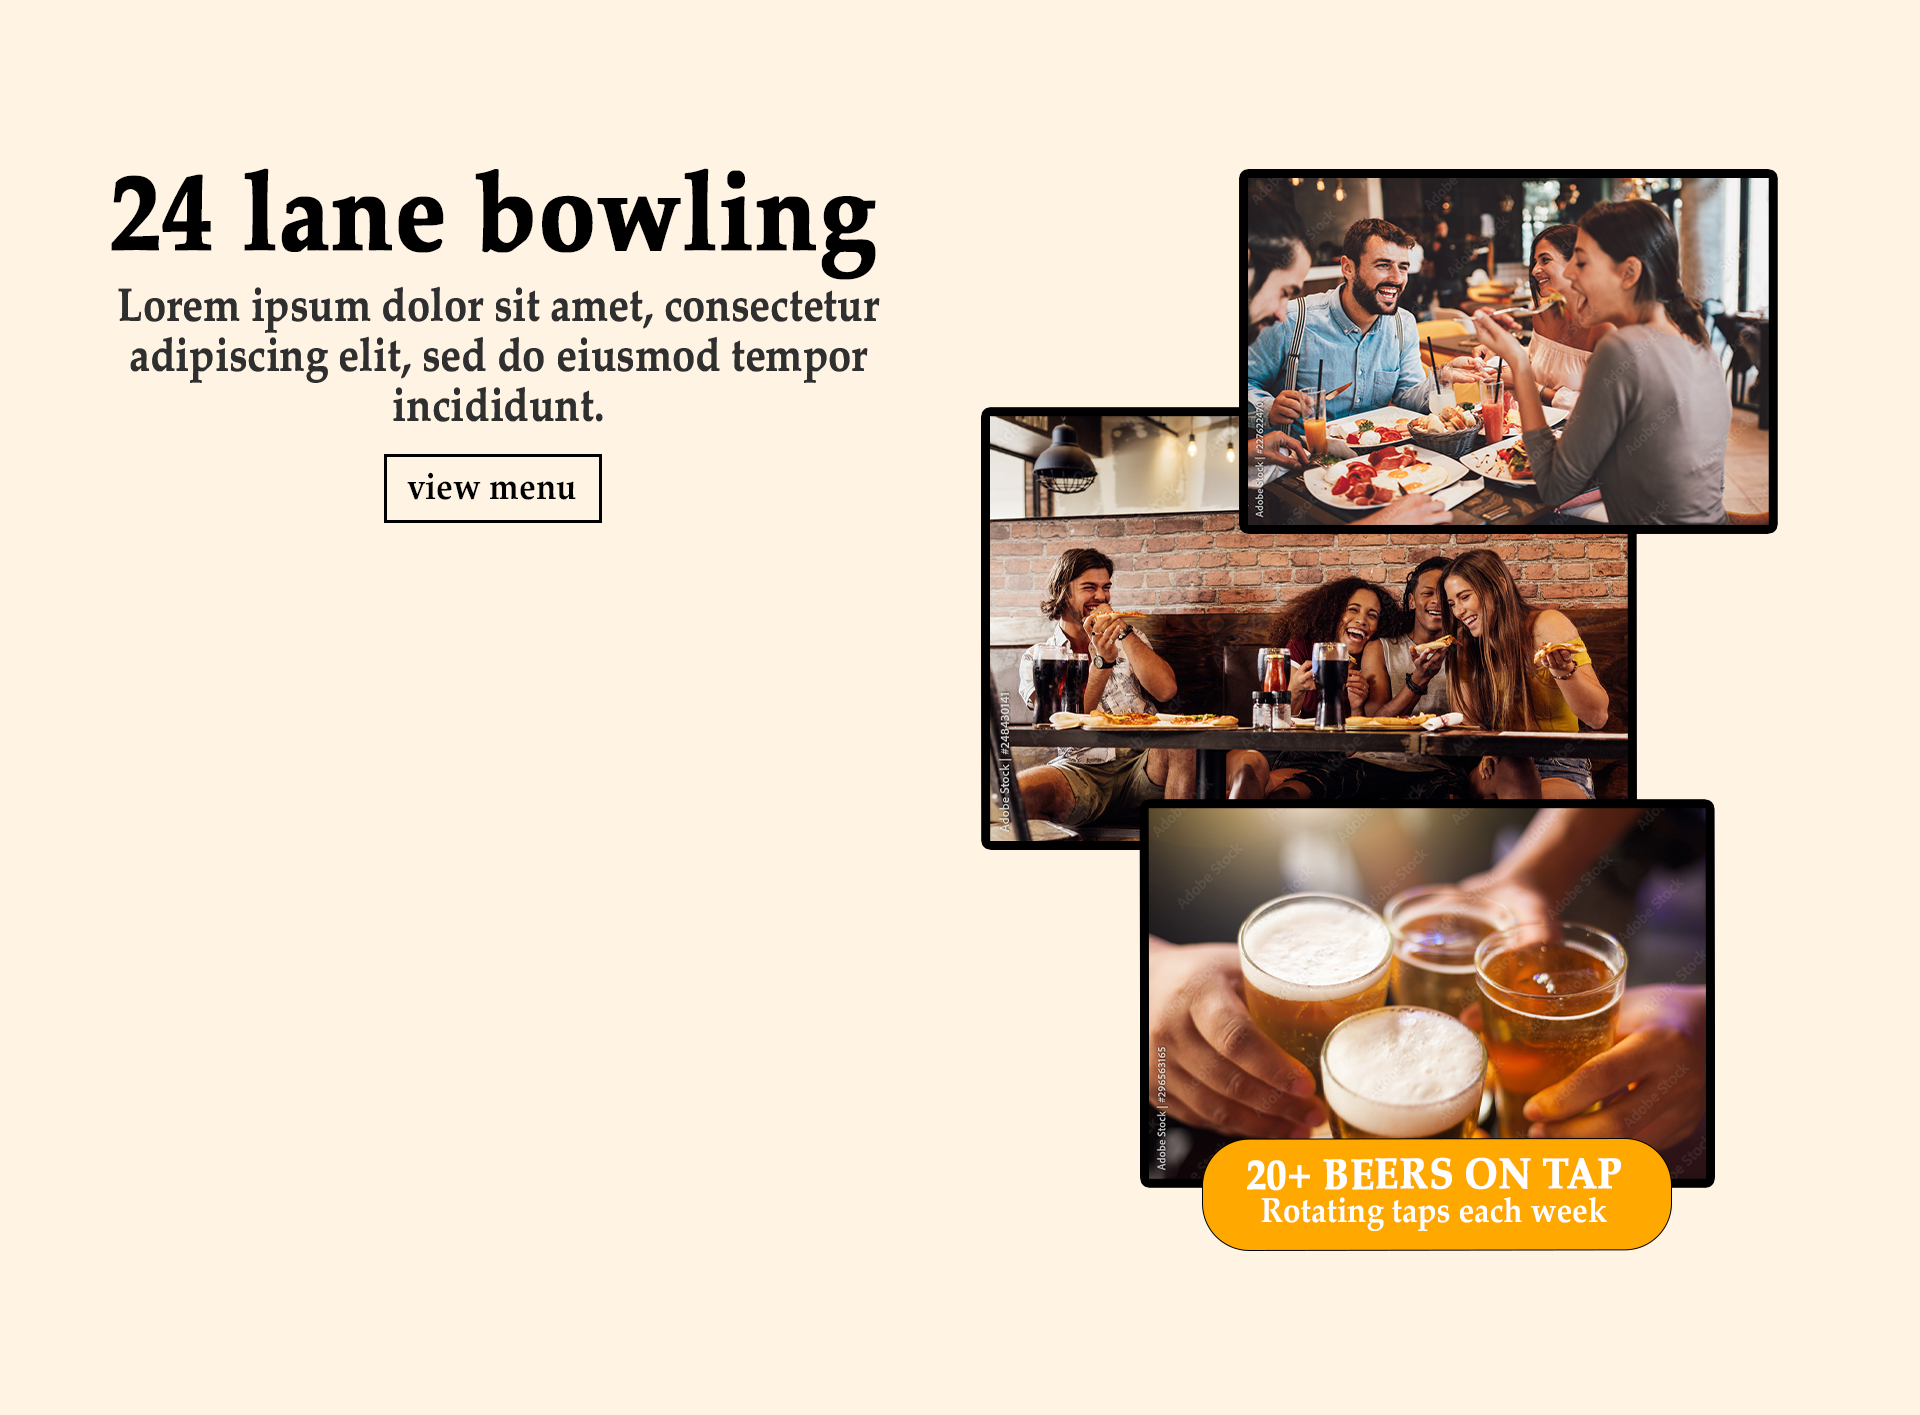 24 lane bowling
Lorem ipsum dolor sit amet, consectetur
adipiscing elit, sed do eiusmod tempor
incididunt.
view menu
Adobe Stock | #227622470
Adobe Stock | #248430141
Adobe Stock | #296563165
20+ BEERS ON TAP
Rotating taps each week